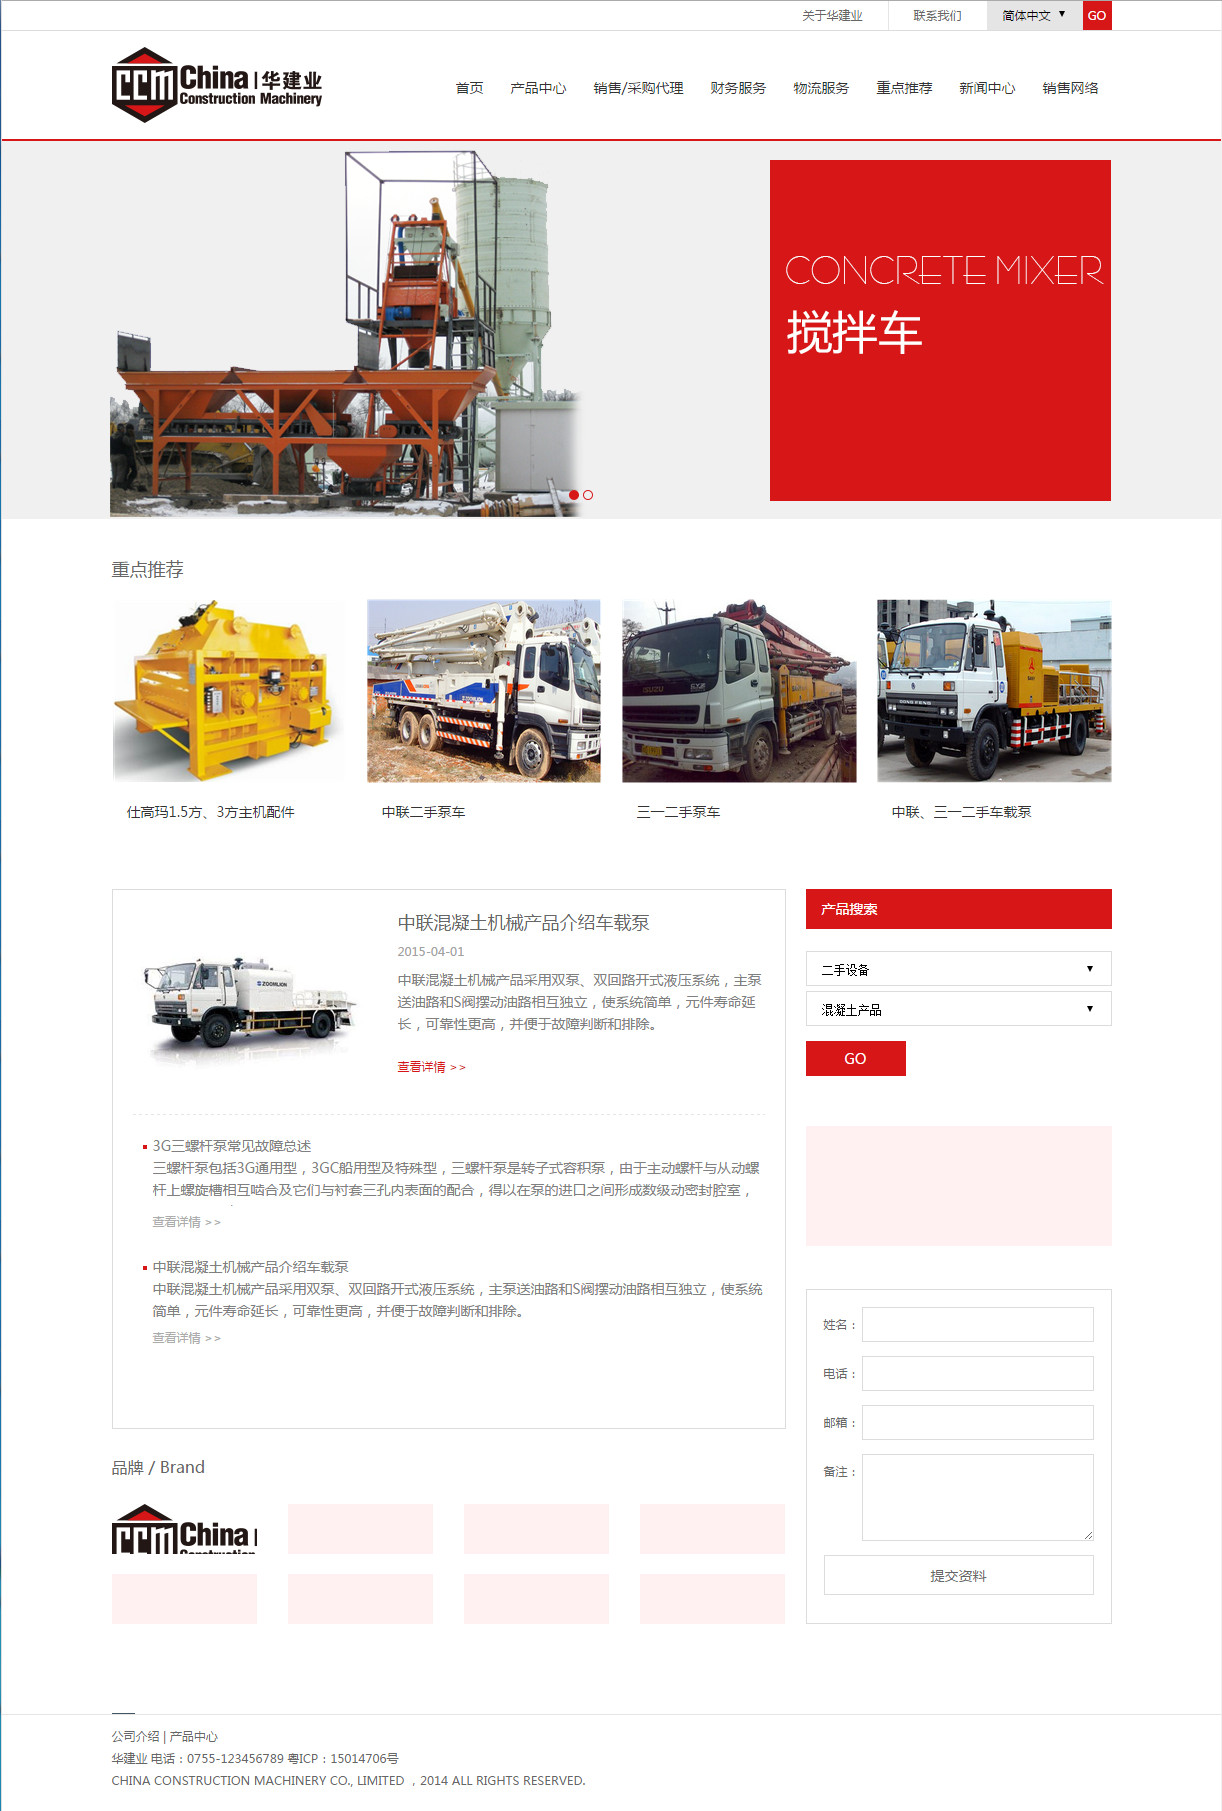 关于华建业
联系我们
简体中文 ▼
GO
CCM China | 华建业
Construction Machinery
首页
产品中心
销售/采购代理
财务服务
物流服务
重点推荐
新闻中心
销售网络
CONCRETE MIXER
搅拌车
重点推荐
ZOOMLION
ISUZU
DONG FENG
仕高玛1.5方、3方主机配件
中联二手泵车
三一二手泵车
中联、三一二手车载泵
中联混凝土机械产品介绍车载泵
2015-04-01
中联混凝土机械产品采用双泵、双回路开式液压系统，主泵
送油路和S阀摆动油路相互独立，使系统简单，元件寿命延
长，可靠性更高，并便于故障判断和排除。
查看详情 >>
ZOOMLION
3G三螺杆泵常见故障总述
三螺杆泵包括3G通用型，3GC船用型及特殊型，三螺杆泵是转子式容积泵，由于主动螺杆与从动螺
杆上螺旋槽相互啮合及它们与衬套三孔内表面的配合，得以在泵的进口之间形成数级动密封腔室，
查看详情 >>
中联混凝土机械产品介绍车载泵
中联混凝土机械产品采用双泵、双回路开式液压系统，主泵送油路和S阀摆动油路相互独立，使系统
简单，元件寿命延长，可靠性更高，并便于故障判断和排除。
查看详情 >>
产品搜索
二手设备 ▼
混凝土产品 ▼
GO
姓名：
电话：
邮箱：
备注：
提交资料
品牌 / Brand
CCM China |
Construction
公司介绍 | 产品中心
华建业 电话：0755-123456789 粤ICP：15014706号
CHINA CONSTRUCTION MACHINERY CO., LIMITED ，2014 ALL RIGHTS RESERVED.